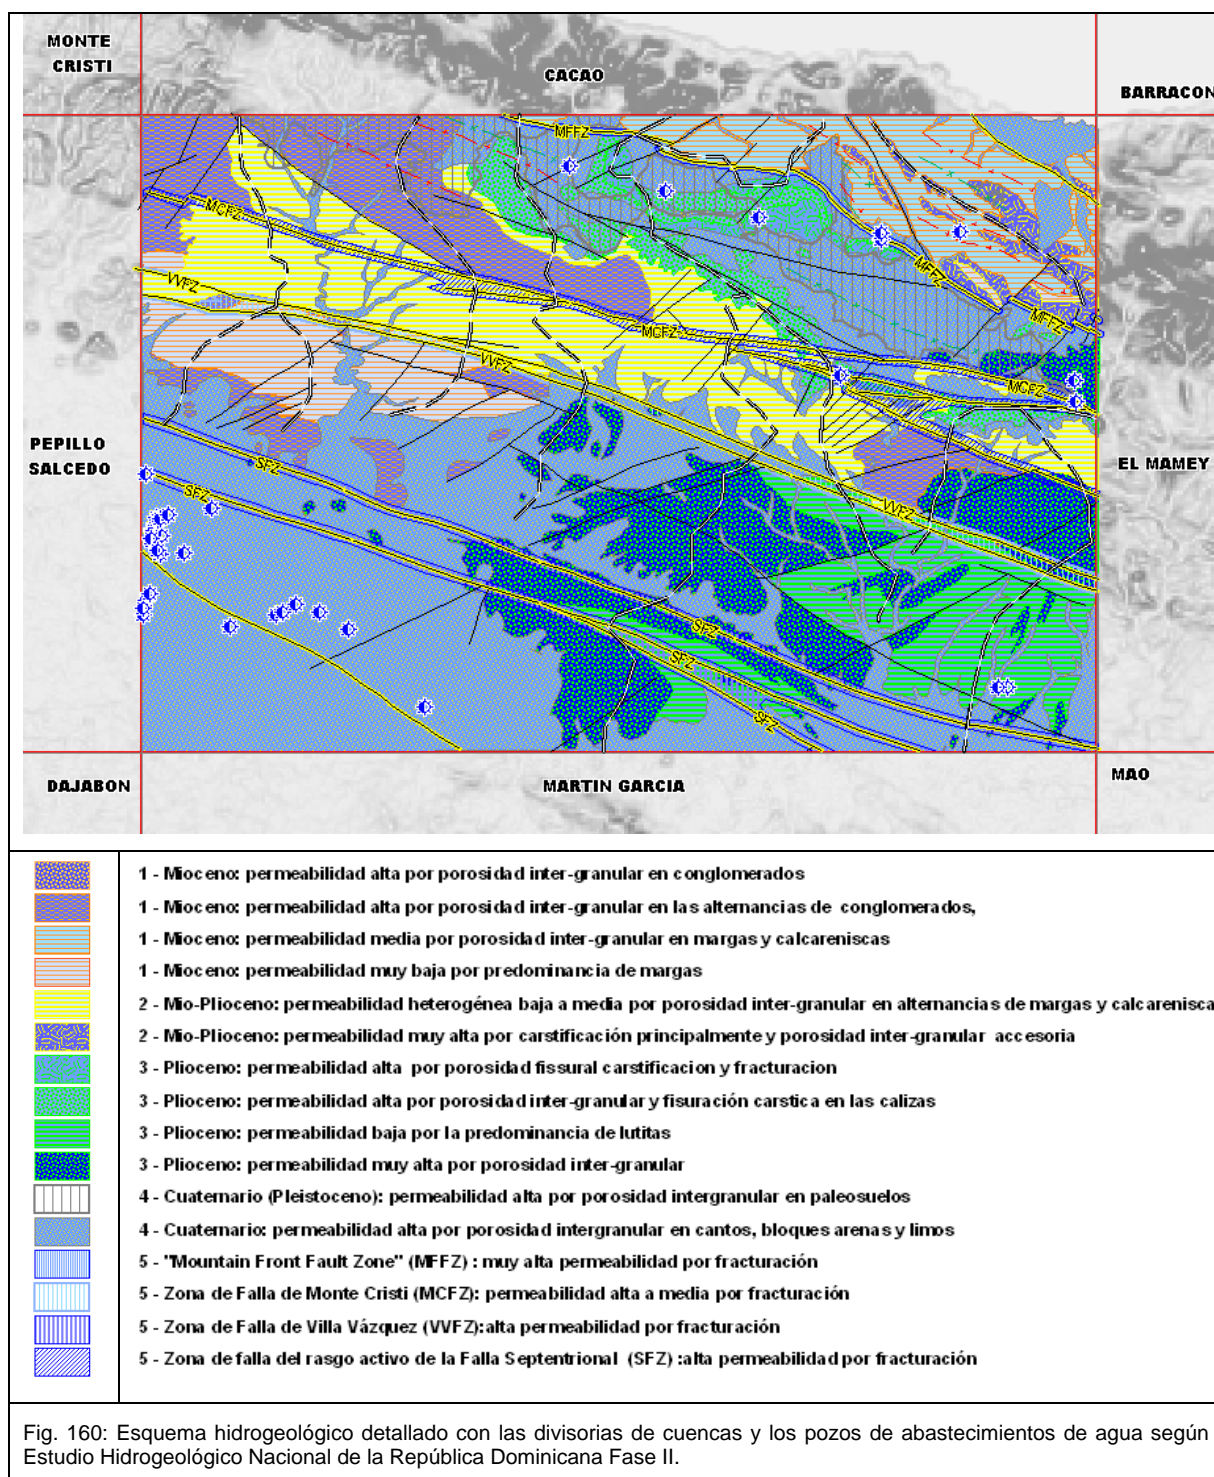 MONTE
CRISTI
CACAO
BARRACON
MFFZ
MCFZ
VVFZ
MFFZ
MFFZ
MCFZ
VVFZ
MCFZ
PEPILLO
SALCEDO
SFZ
SFZ
EL MAMEY
VVFZ
SFZ
SFZ
SFZ
DAJABON
MARTIN GARCIA
MAO
1 - Mioceno: permeabilidad alta por porosidad inter-granular en conglomerados
1 - Mioceno: permeabilidad alta por porosidad inter-granular en las alternancias de conglomerados,
1 - Mioceno: permeabilidad media por porosidad inter-granular en margas y calcareniscas
1 - Mioceno: permeabilidad muy baja por predominancia de margas
2 - Mio-Plioceno: permeabilidad heterogénea baja a media por porosidad inter-granular en alternancias de margas y calcarenisca
2 - Mio-Plioceno: permeabilidad muy alta por carstificación principalmente y porosidad inter-granular accesoria
3 - Plioceno: permeabilidad alta por porosidad fissural carstificacion y fracturacion
3 - Plioceno: permeabilidad alta por porosidad inter-granular y fisuración carstica en las calizas
3 - Plioceno: permeabilidad baja por la predominancia de lutitas
3 - Plioceno: permeabilidad muy alta por porosidad inter-granular
4 - Cuaternario (Pleistoceno): permeabilidad alta por porosidad intergranular en paleosuelos
4 - Cuaternario: permeabilidad alta por porosidad intergranular en cantos, bloques arenas y limos
5 - "Mountain Front Fault Zone" (MFFZ) : muy alta permeabilidad por fracturación
5 - Zona de Falla de Monte Cristi (MCFZ): permeabilidad alta a media por fracturación
5 - Zona de Falla de Villa Vázquez (VVFZ):alta permeabilidad por fracturación
5 - Zona de falla del rasgo activo de la Falla Septentrional (SFZ) :alta permeabilidad por fracturación
Fig. 160: Esquema hidrogeológico detallado con las divisorias de cuencas y los pozos de abastecimientos de agua según
Estudio Hidrogeológico Nacional de la República Dominicana Fase II.